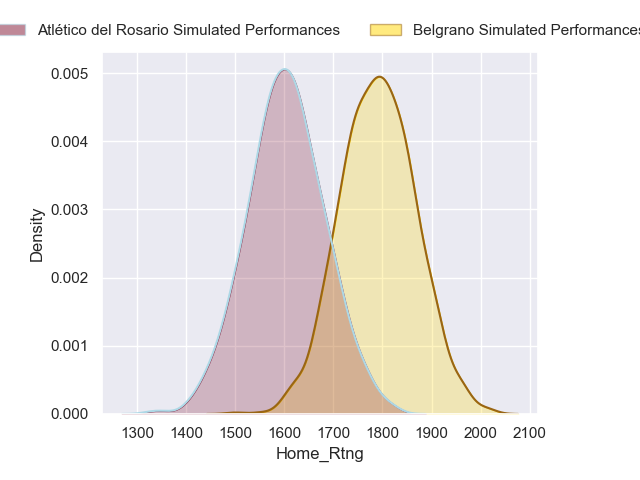 Atlético del Rosario Simulated Performances
Belgrano Simulated Performances
0.005
0.004
0.003
0.002
0.001
0.000
Density
1300 1400 1500 1600 1700 1800 1900 2000 2100
Home_Rtng